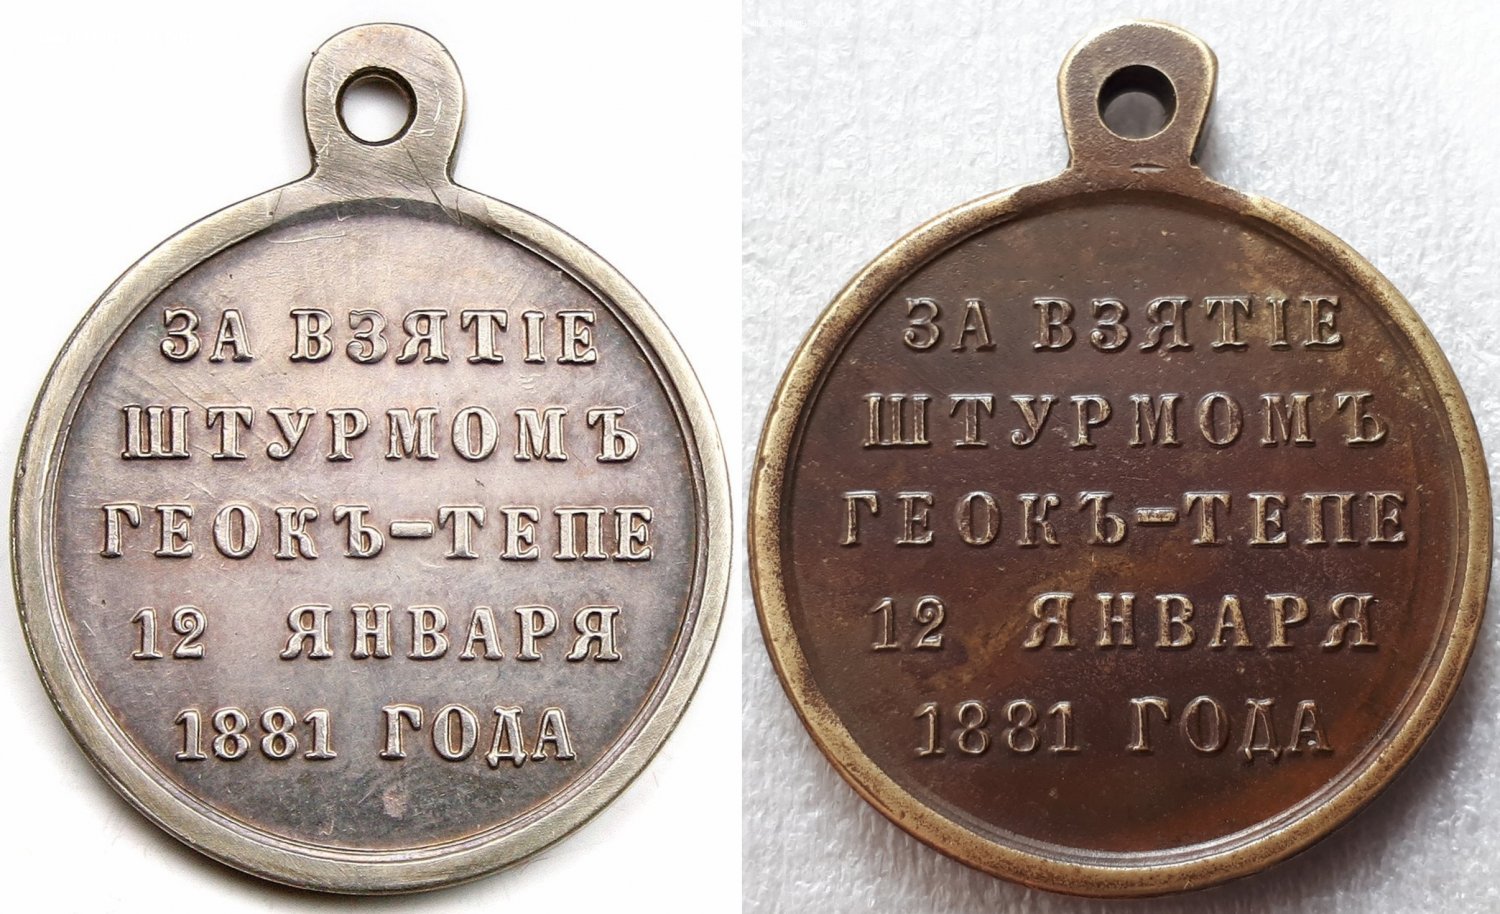 ЗА ВЗЯТІЕ
ШТУРМОМЪ
ГЕОКЪ-ТЕПЕ
12 ЯНВАРЯ
1881 ГОДА
ЗА ВЗЯТІЕ
ШТУРМОМЪ
ГЕОКЪ-ТЕПЕ
12 ЯНВАРЯ
1881 ГОДА